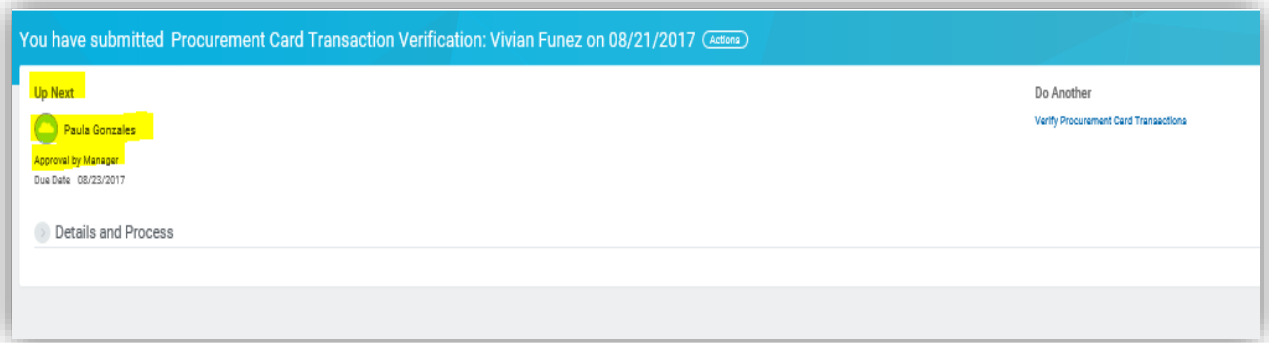 You have submitted Procurement Card Transaction Verification: Vivian Funez on 08/21/2017 Actions
Up Next
Paula Gonzales
Approval by Manager
Due Date 08/23/2017
Do Another
Verify Procurement Card Transactions
Details and Process